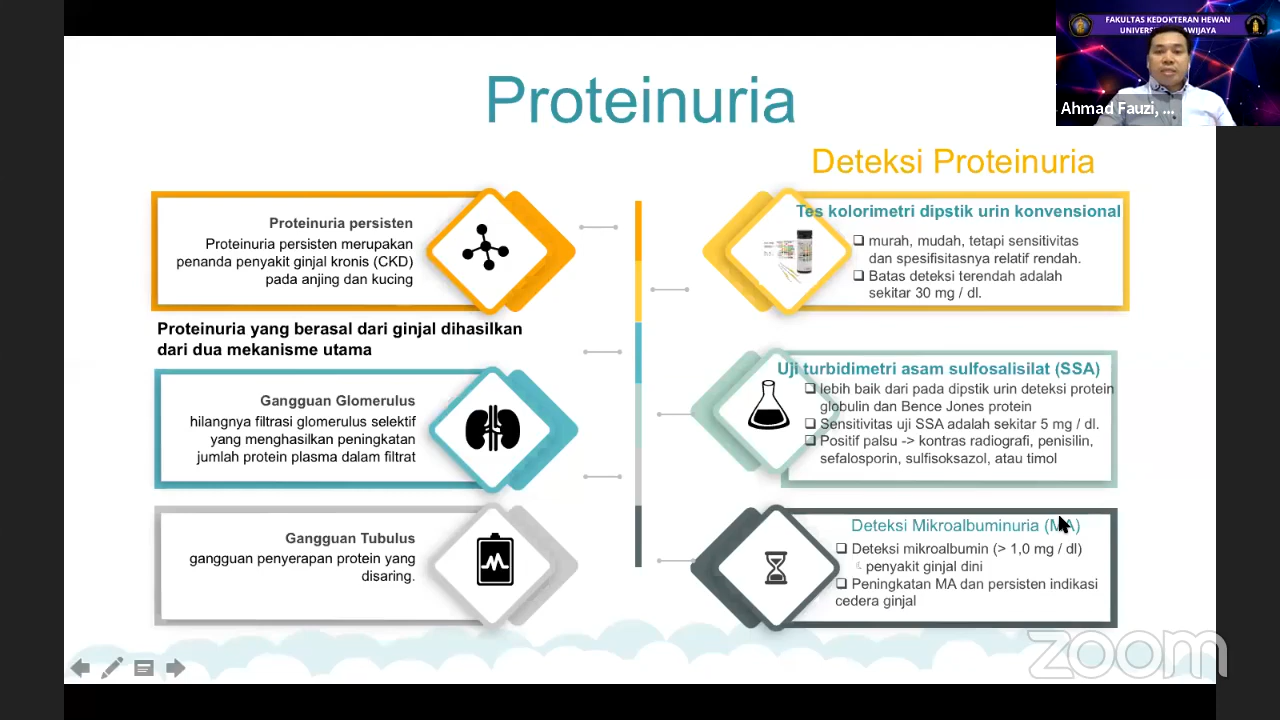 FAKULTAS KEDOKTERAN HEWAN
Ahmad Fauzi, ...
Proteinuria
Proteinuria persisten
Proteinuria persisten merupakan
penanda penyakit ginjal kronis (CKD)
pada anjing dan kucing
Proteinuria yang berasal dari ginjal dihasilkan
dari dua mekanisme utama
Gangguan Glomerulus
hilangnya filtrasi glomerulus selektif
yang menghasilkan peningkatan
jumlah protein plasma dalam filtrat
Gangguan Tubulus
gangguan penyerapan protein yang
disaring.
Deteksi Proteinuria
Tes kolorimetri dipstik urin konvensional
❑ murah, mudah, tetapi sensitivitas
dan spesifisitasnya relatif rendah.
❑ Batas deteksi terendah adalah
sekitar 30 mg / dl.
Uji turbidimetri asam sulfosalisilat (SSA)
❑ lebih baik dari pada dipstik urin deteksi protein
globulin dan Bence Jones protein
❑ Sensitivitas uji SSA adalah sekitar 5 mg / dl.
❑ Positif palsu -> kontras radiografi, penisilin,
sefalosporin, sulfisoksazol, atau timol
Deteksi Mikroalbuminuria (MA)
❑ Deteksi mikroalbumin (> 1,0 mg / dl)
penyakit ginjal dini
❑ Peningkatan MA dan persisten indikasi
cedera ginjal
zoom